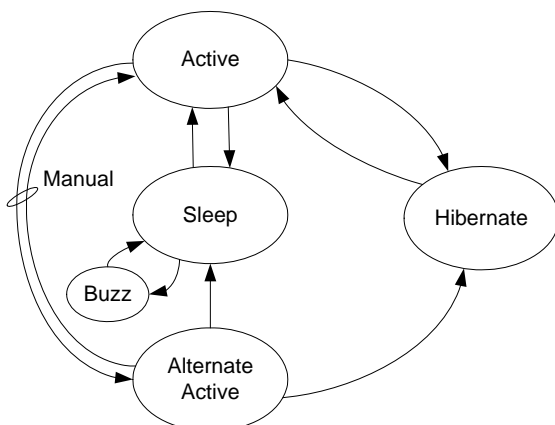 Active
Manual
Sleep
Hibernate
Buzz
Alternate
Active